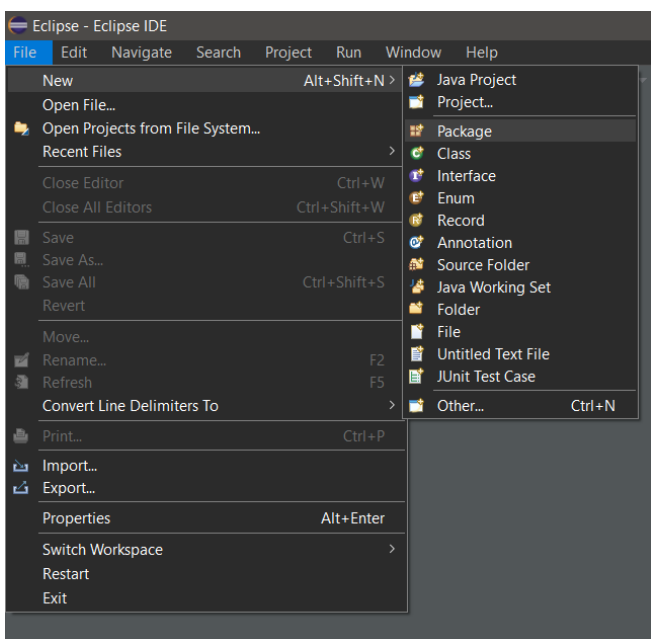 Eclipse - Eclipse IDE
File Edit Navigate Search Project Run Window Help
New Alt+Shift+N >
Open File...
Open Projects from File System...
Recent Files >
Close Editor Ctrl+W
Close All Editors Ctrl+Shift+W
Save Ctrl+S
Save As...
Save All Ctrl+Shift+S
Revert
Move...
Rename... F2
Refresh F5
Convert Line Delimiters To >
Print... Ctrl+P
Import...
Export...
Properties Alt+Enter
Switch Workspace >
Restart
Exit
Java Project
Project...
Package
Class
Interface
Enum
Record
Annotation
Source Folder
Java Working Set
Folder
File
Untitled Text File
JUnit Test Case
Other... Ctrl+N